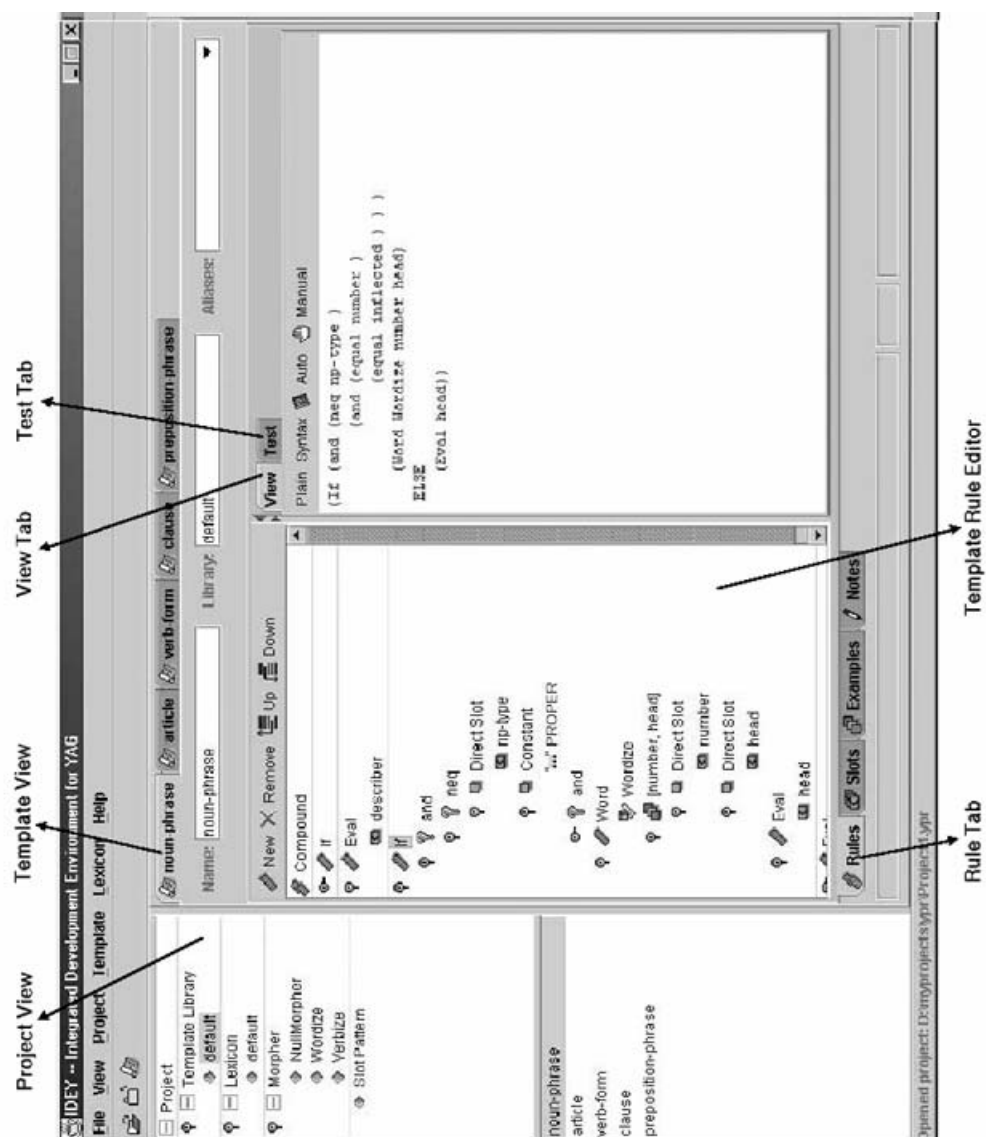 Project View
Template View
View Tab
Test Tab
IDEY -- Integrated Development Environment for YAG
File View Project Template Lexicon Help
Project
Template Library
default
Lexicon
default
Morpher
NullMorpher
Wordize
Verbize
Slot Pattern
noun-phrase
article
verb-form
clause
preposition-phrase
noun-phrase article verb-form clause preposition-phrase
Name: noun-phrase Library: default Aliases:
New Remove Up Down
Compound
If
Eval
describer
If
and
neq
Direct Slot
np-type
Constant
"..." PROPER
and
Word
Wordize
[number, head]
Direct Slot
number
Direct Slot
head
Eval
head
Eval
View Test
Plain Syntax Auto Manual
(If (and (neq np-type )
(and (equal number )
(equal inflected ) ) )
(Word Wordize number head)
ELSE
(Eval head))
Rules Slots Examples Notes
Opened project: D:\myprojects\ypr\Project1.ypr
Rule Tab
Template Rule Editor